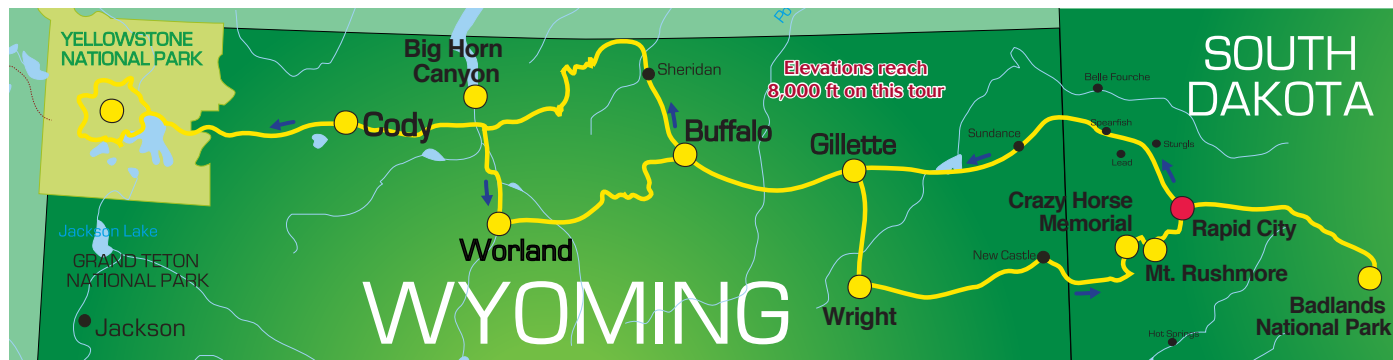 YELLOWSTONE
NATIONAL PARK
Big Horn
Canyon
Sheridan
Elevations reach
8,000 ft on this tour
SOUTH
DAKOTA
Belle Fourche
Cody
Buffalo
Gillette
Sundance
Spearfish
Sturgis
Lead
Crazy Horse
Memorial
Rapid City
Jackson Lake
GRAND TETON
NATIONAL PARK
Worland
New Castle
Mt. Rushmore
WYOMING
Wright
Badlands
National Park
Jackson
Hot Springs
Po